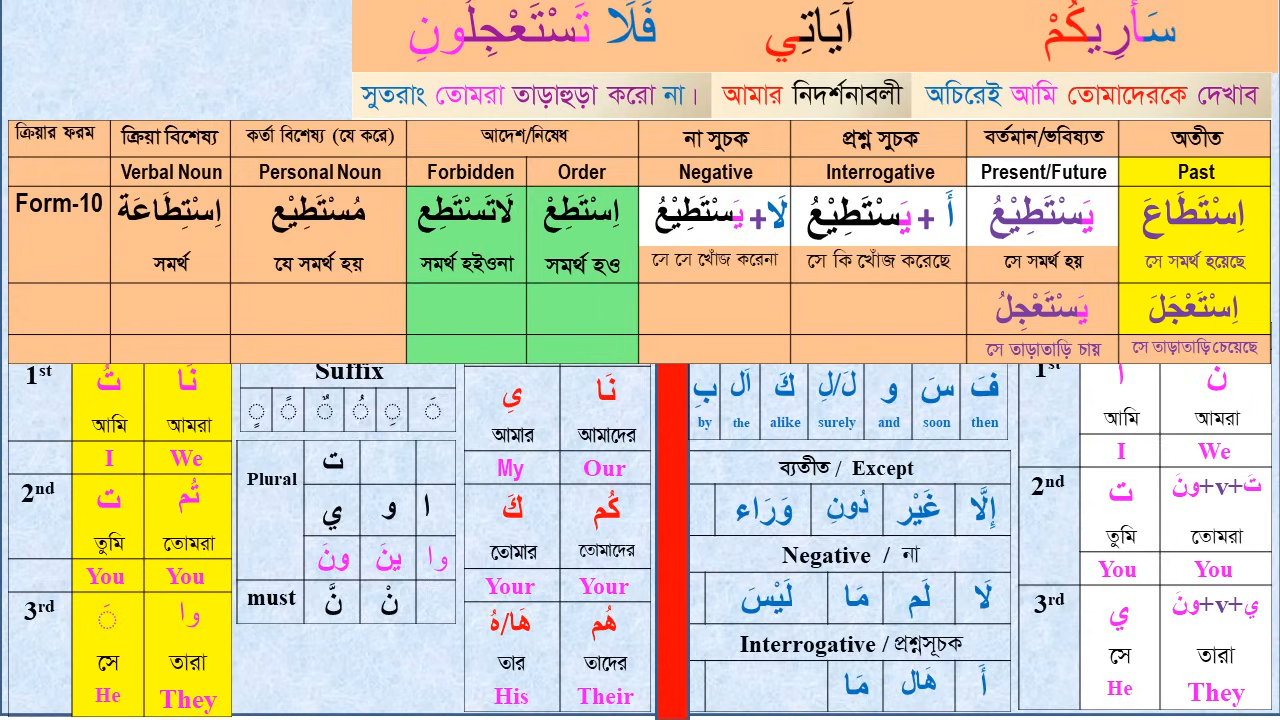 سَأُرِيكُمْ آيَاتِي فَلَا تَسْتَعْجِلُونِ
সুতরাং তোমরা তাড়াহুড়া করো না। আমার নিদর্শনাবলী অচিরেই আমি তোমাদেরকে দেখাব
ক্রিয়ার ফরম ক্রিয়া বিশেষ্য কর্তা বিশেষ্য (যে করে) আদেশ/নিষেধ না সুচক প্রশ্ন সুচক বর্তমান/ভবিষ্যত অতীত
Verbal Noun Personal Noun Forbidden Order Negative Interrogative Present/Future Past
Form-10 اِسْتِطَاعَة مُسْتَطِيْع لَاتَسْتَطِع اِسْتَطِعْ لَا+ يَسْتَطِيْعُ أَ + يَسْتَطِيْعُ يَسْتَطِيْعُ اِسْتَطَاعَ
সমর্থ যে সমর্থ হয় সমর্থ হইওনা সমর্থ হও সে সে খোঁজ করেনা সে কি খোঁজ করেছে সে সমর্থ হয় সে সমর্থ হয়েছে
يَسْتَعْجِلُ اِسْتَعْجَلَ
সে তাড়াতাড়ি চায় সে তাড়াতাড়ি চেয়েছে
1st تُ نَا
আমি আমরা
I We
2nd ت تُم
তুমি তোমরা
You You
3rd َ وا
সে তারা
He They
Suffix
Plural ت
ي و ا
ونَ ينَ وا
must نَّ نْ
يِ نَا
আমার আমাদের
My Our
كَ كُم
তোমার তোমাদের
Your Your
هَا/هُ هُم
তার তাদের
His Their
بِ اَل كَ لَ/لِ و سَ فَ
by the alike surely and soon then
ব্যতীত / Except
وَرَاء دُونِ غَيْر إِلَّا
Negative / না
لَيْسَ مَا لَم لَا
Interrogative / প্রশ্নসূচক
مَا هَال أَ
1st ا ن
আমি আমরা
I We
2nd ت تَ+v+ونَ
তুমি তোমরা
You You
3rd ي ي+v+ونَ
সে তারা
He They